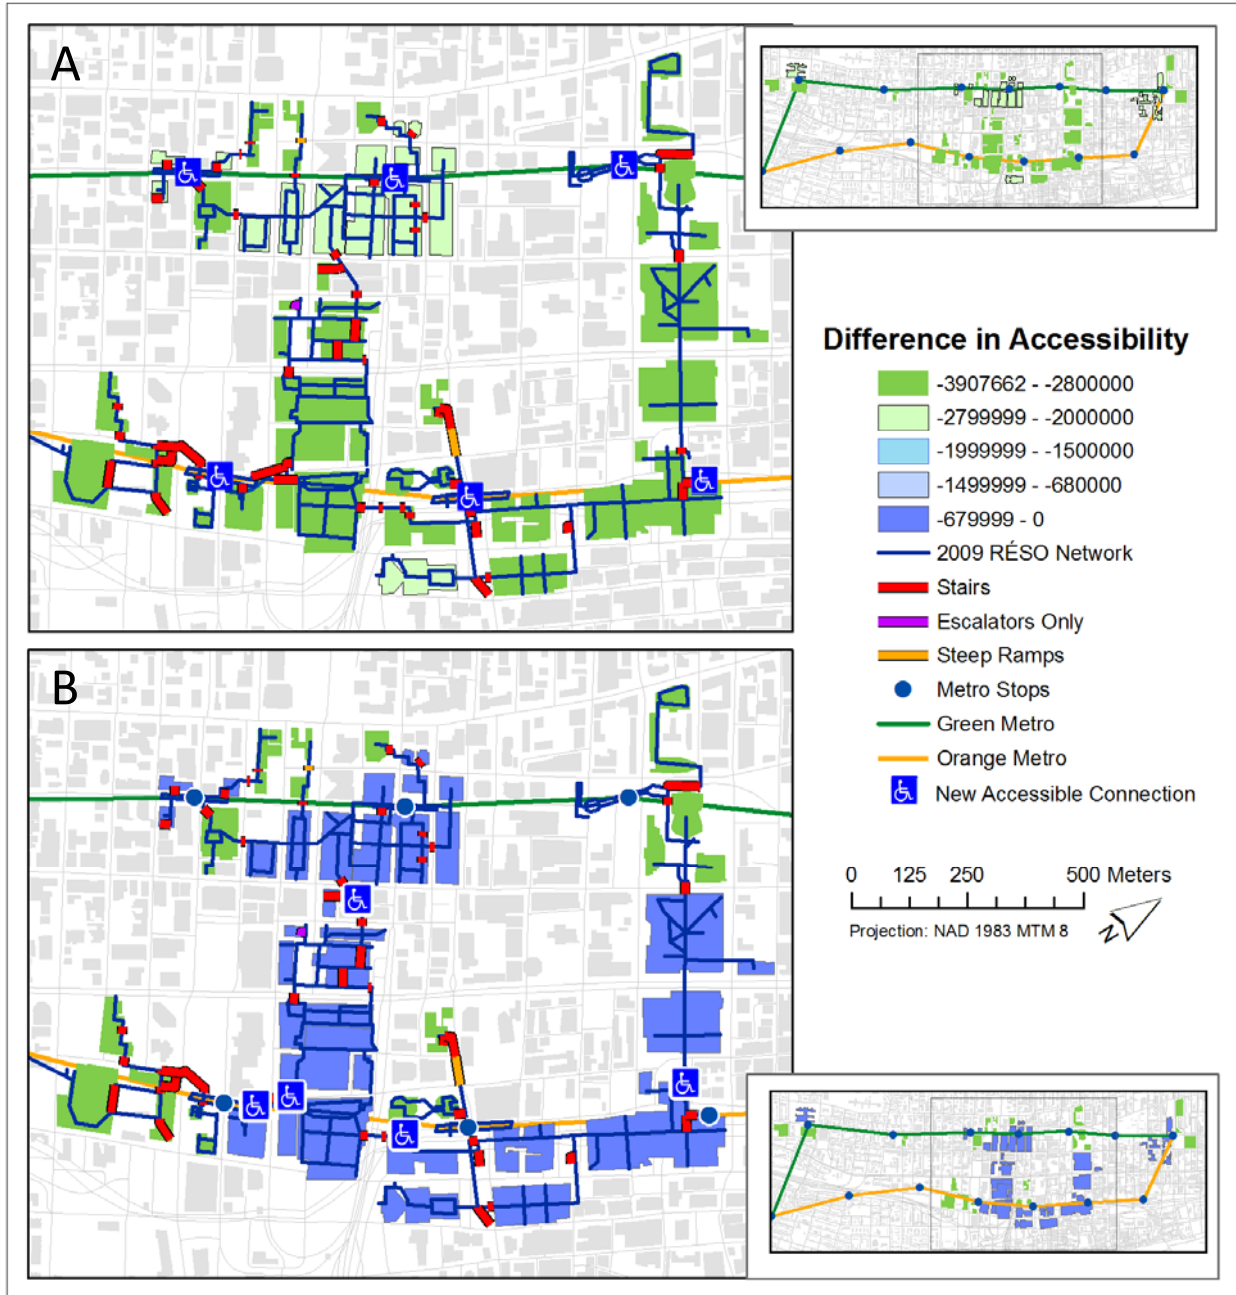 A
B
Difference in Accessibility
-3907662 - -2800000
-2799999 - -2000000
-1999999 - -1500000
-1499999 - -680000
-679999 - 0
2009 RÉSO Network
Stairs
Escalators Only
Steep Ramps
Metro Stops
Green Metro
Orange Metro
New Accessible Connection
0 125 250 500 Meters
Projection: NAD 1983 MTM 8
N